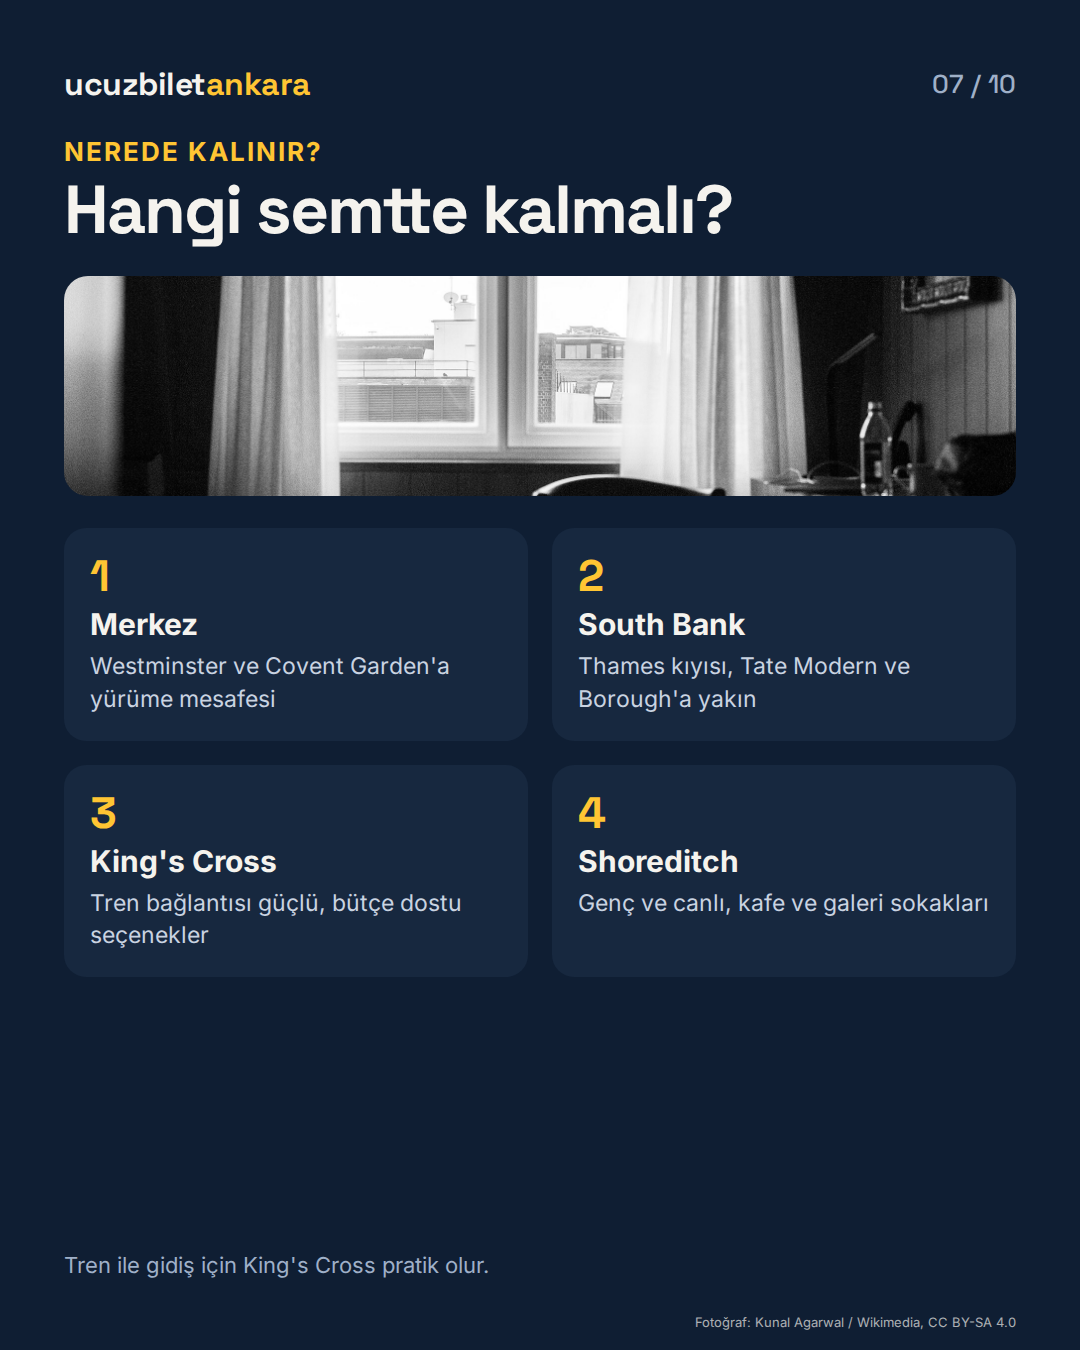 ucuzbiletankara
07 / 10
NEREDE KALINIR?
Hangi semtte kalmalı?
1
Merkez
Westminster ve Covent Garden'a
yürüme mesafesi
2
South Bank
Thames kıyısı, Tate Modern ve
Borough'a yakın
3
King's Cross
Tren bağlantısı güçlü, bütçe dostu
seçenekler
4
Shoreditch
Genç ve canlı, kafe ve galeri sokakları
Tren ile gidiş için King's Cross pratik olur.
Fotoğraf: Kunal Agarwal / Wikimedia, CC BY-SA 4.0